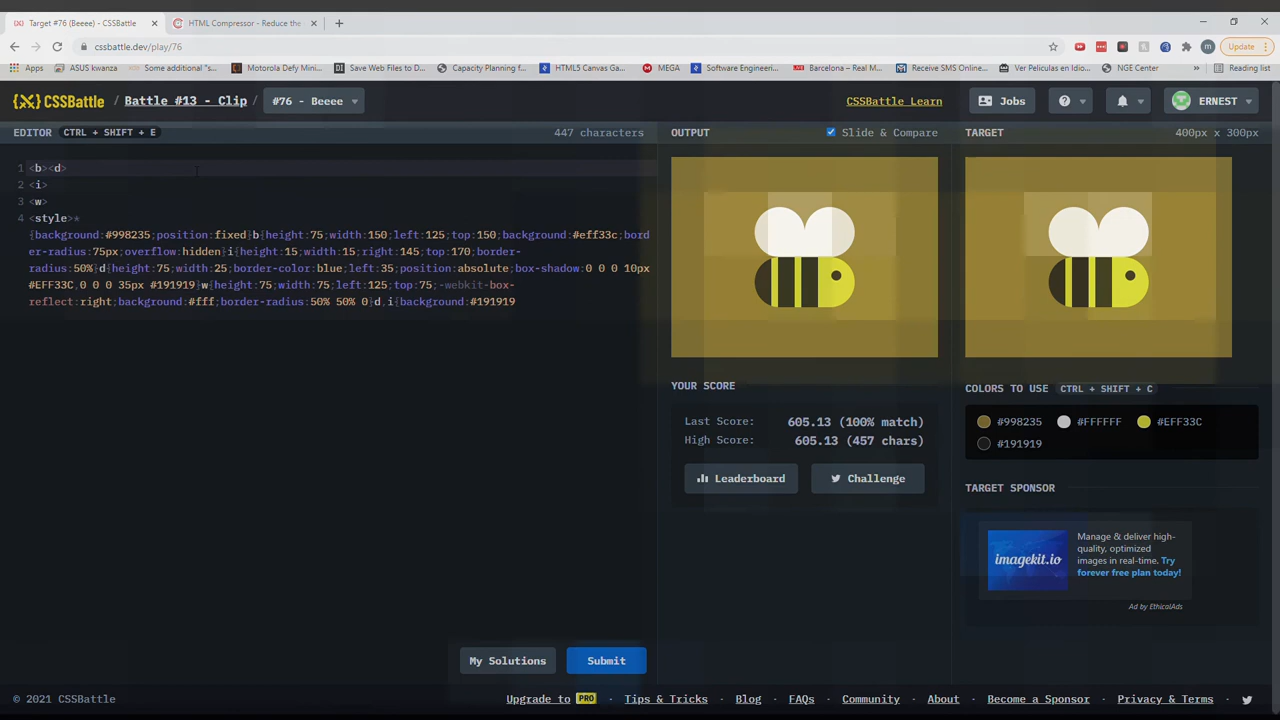 Target #76 (Beeee) - CSSBattle
HTML Compressor - Reduce the
cssbattle.dev/play/76
m
Update
Apps
ASUS kwanza
Some additional "s...
Motorola Defy Mini...
Save Web Files to D...
Capacity Planning f...
HTML5 Canvas Ga...
MEGA
Software Engineeri...
Barcelona – Real M...
Receive SMS Online...
Ver Películas en Idio...
NGE Center
Reading list
CSSBattle / Battle #13 - Clip / #76 - Beeee
CSSBattle Learn
Jobs
ERNEST
EDITOR CTRL + SHIFT + E
447 characters
OUTPUT
Slide & Compare
TARGET
400px x 300px
1 <b><d>
2 <i>
3 <w>
4 <style>*
{background:#998235;position:fixed}b{height:75;width:150;left:125;top:150;background:#eff33c;bord
er-radius:75px;overflow:hidden}i{height:15;width:15;right:145;top:170;border-
radius:50%}d{height:75;width:25;border-color:blue;left:35;position:absolute;box-shadow:0 0 0 10px
#EFF33C,0 0 0 35px #191919}w{height:75;width:75;left:125;top:75;-webkit-box-
reflect:right;background:#fff;border-radius:50% 50% 0}d,i{background:#191919
YOUR SCORE
Last Score: 605.13 (100% match)
High Score: 605.13 (457 chars)
Leaderboard
Challenge
COLORS TO USE CTRL + SHIFT + C
#998235
#FFFFFF
#EFF33C
#191919
TARGET SPONSOR
imagekit.io
Manage & deliver high-
quality, optimized
images in real-time. Try
forever free plan today!
Ad by EthicalAds
My Solutions
Submit
© 2021 CSSBattle
Upgrade to PRO · Tips & Tricks · Blog · FAQs · Community · About · Become a Sponsor · Privacy & Terms ·